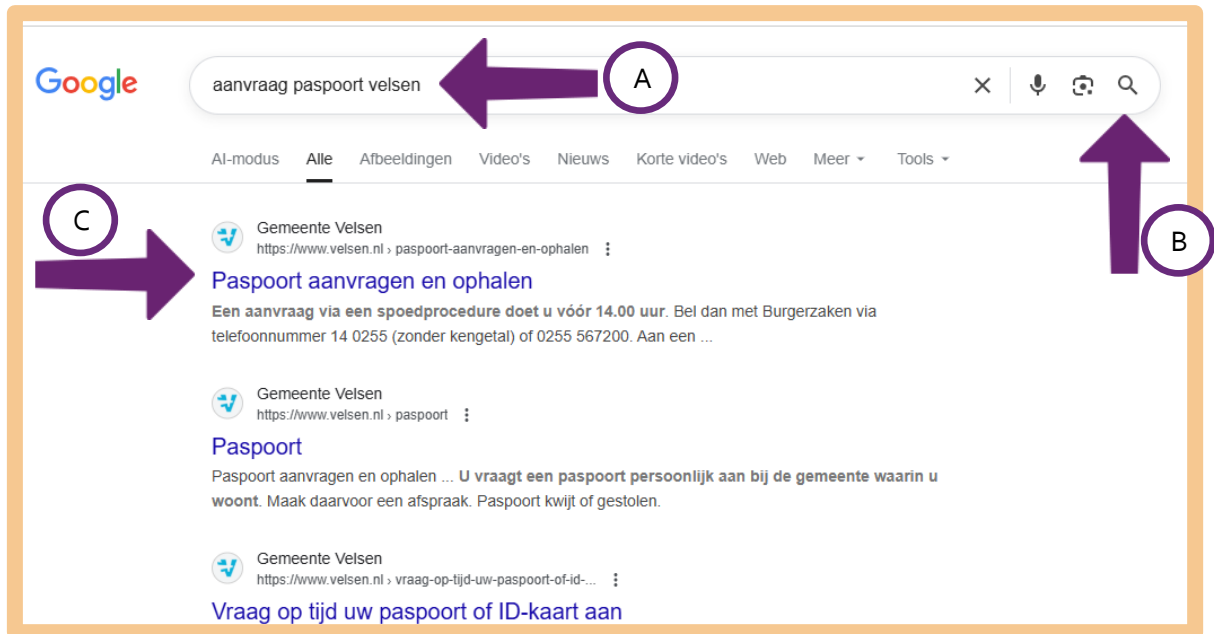 Google
aanvraag paspoort velsen
A
AI-modus Alle Afbeeldingen Video's Nieuws Korte video's Web Meer Tools
B
C
Gemeente Velsen
https://www.velsen.nl › paspoort-aanvragen-en-ophalen
Paspoort aanvragen en ophalen
Een aanvraag via een spoedprocedure doet u vóór 14.00 uur. Bel dan met Burgerzaken via
telefoonnummer 14 0255 (zonder kengetal) of 0255 567200. Aan een ...
Gemeente Velsen
https://www.velsen.nl › paspoort
Paspoort
Paspoort aanvragen en ophalen ... U vraagt een paspoort persoonlijk aan bij de gemeente waarin u
woont. Maak daarvoor een afspraak. Paspoort kwijt of gestolen.
Gemeente Velsen
https://www.velsen.nl › vraag-op-tijd-uw-paspoort-of-id-...
Vraag op tijd uw paspoort of ID-kaart aan